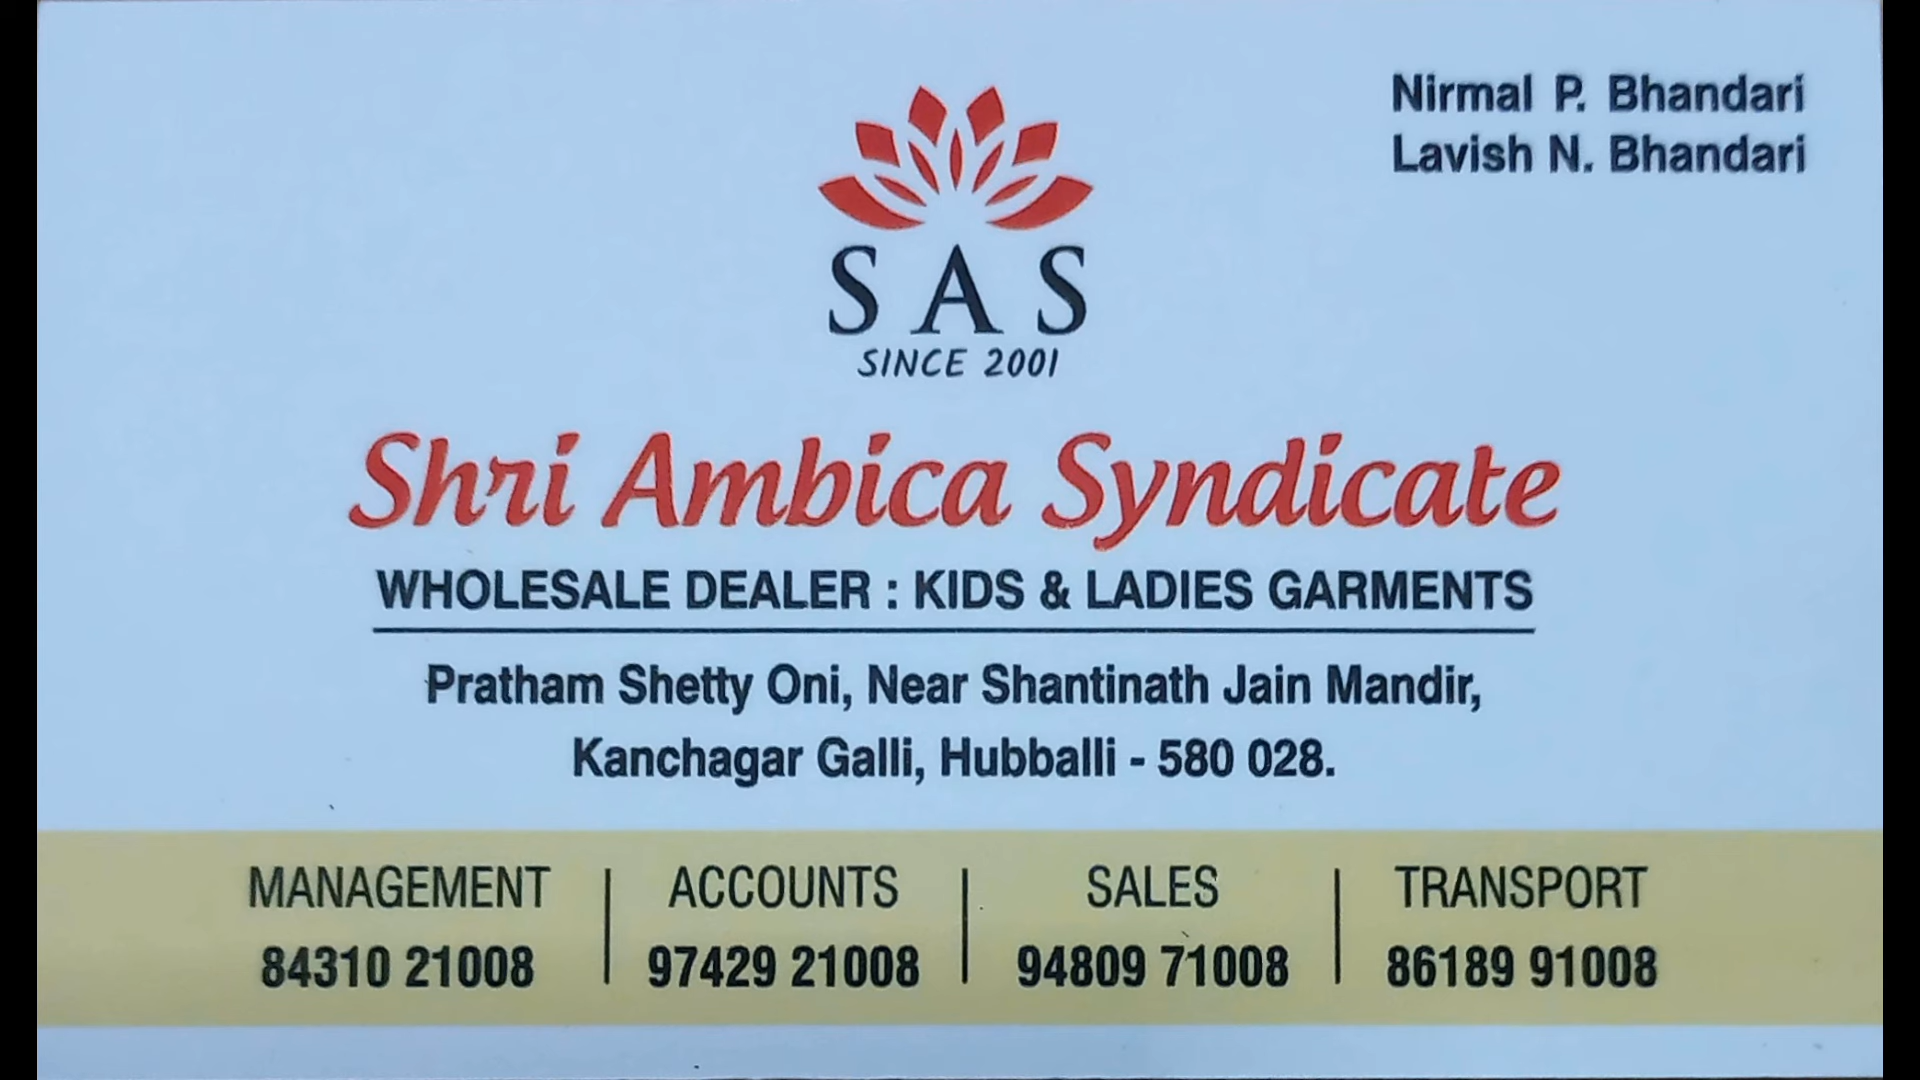 Nirmal P. Bhandari
Lavish N. Bhandari
SAS
SINCE 2001
Shri Ambica Syndicate
WHOLESALE DEALER : KIDS & LADIES GARMENTS
Pratham Shetty Oni, Near Shantinath Jain Mandir,
Kanchagar Galli, Hubballi - 580 028.
MANAGEMENT | ACCOUNTS | SALES | TRANSPORT
84310 21008 | 97429 21008 | 94809 71008 | 86189 91008